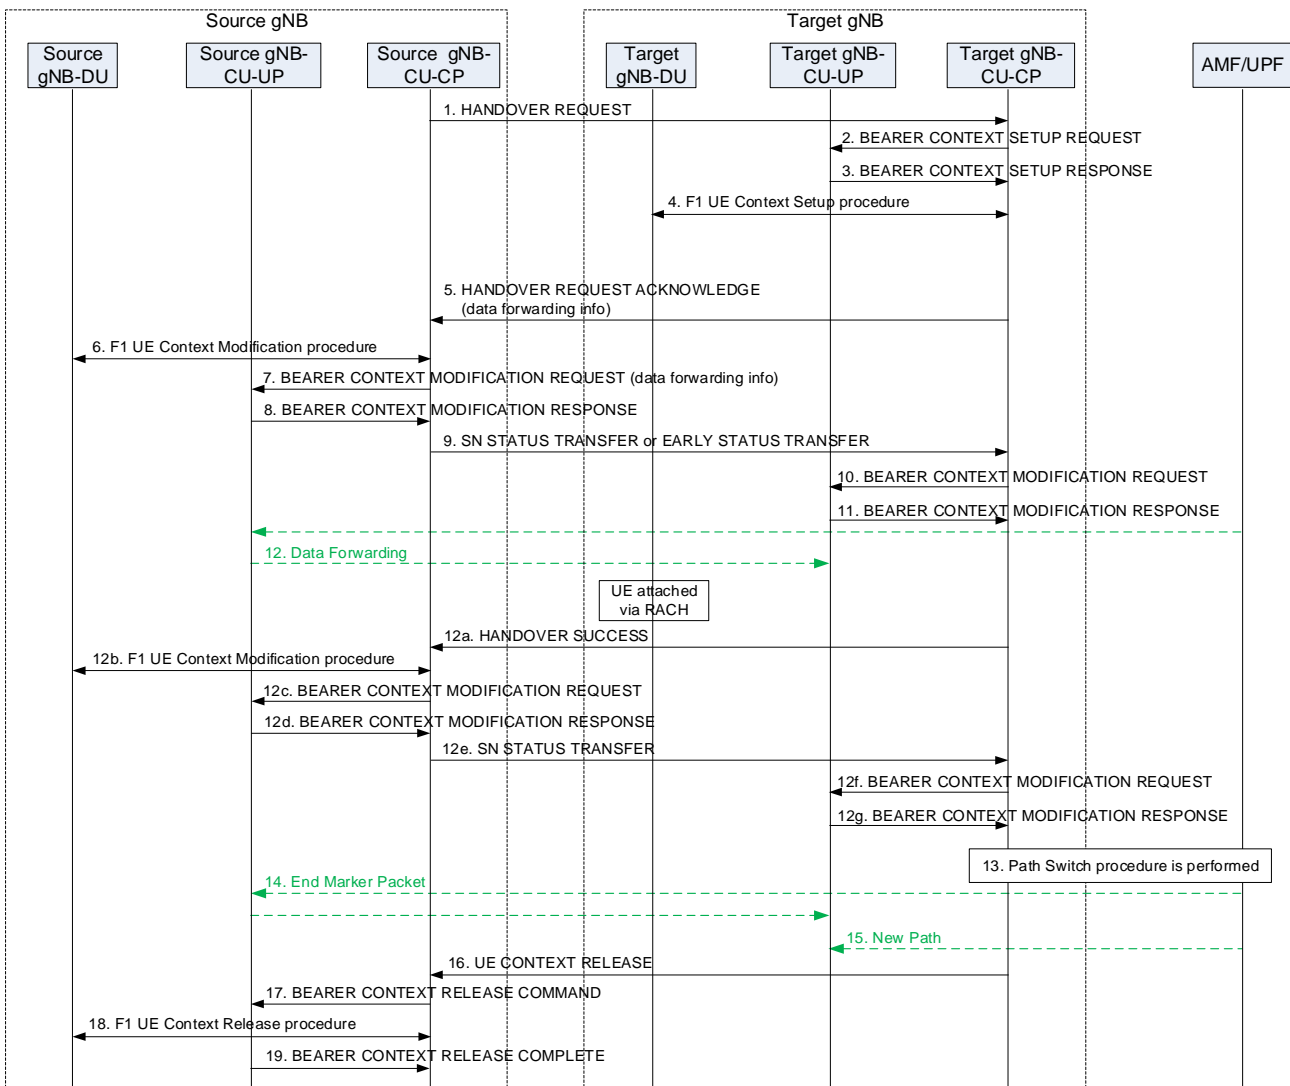 Source gNB
Target gNB
Source
gNB-DU
Source gNB-
CU-UP
Source gNB-
CU-CP
Target
gNB-DU
Target gNB-
CU-UP
Target gNB-
CU-CP
AMF/UPF
1. HANDOVER REQUEST
2. BEARER CONTEXT SETUP REQUEST
3. BEARER CONTEXT SETUP RESPONSE
4. F1 UE Context Setup procedure
5. HANDOVER REQUEST ACKNOWLEDGE
(data forwarding info)
6. F1 UE Context Modification procedure
7. BEARER CONTEXT MODIFICATION REQUEST (data forwarding info)
8. BEARER CONTEXT MODIFICATION RESPONSE
9. SN STATUS TRANSFER or EARLY STATUS TRANSFER
10. BEARER CONTEXT MODIFICATION REQUEST
11. BEARER CONTEXT MODIFICATION RESPONSE
12. Data Forwarding
UE attached
via RACH
12a. HANDOVER SUCCESS
12b. F1 UE Context Modification procedure
12c. BEARER CONTEXT MODIFICATION REQUEST
12d. BEARER CONTEXT MODIFICATION RESPONSE
12e. SN STATUS TRANSFER
12f. BEARER CONTEXT MODIFICATION REQUEST
12g. BEARER CONTEXT MODIFICATION RESPONSE
13. Path Switch procedure is performed
14. End Marker Packet
15. New Path
16. UE CONTEXT RELEASE
17. BEARER CONTEXT RELEASE COMMAND
18. F1 UE Context Release procedure
19. BEARER CONTEXT RELEASE COMPLETE